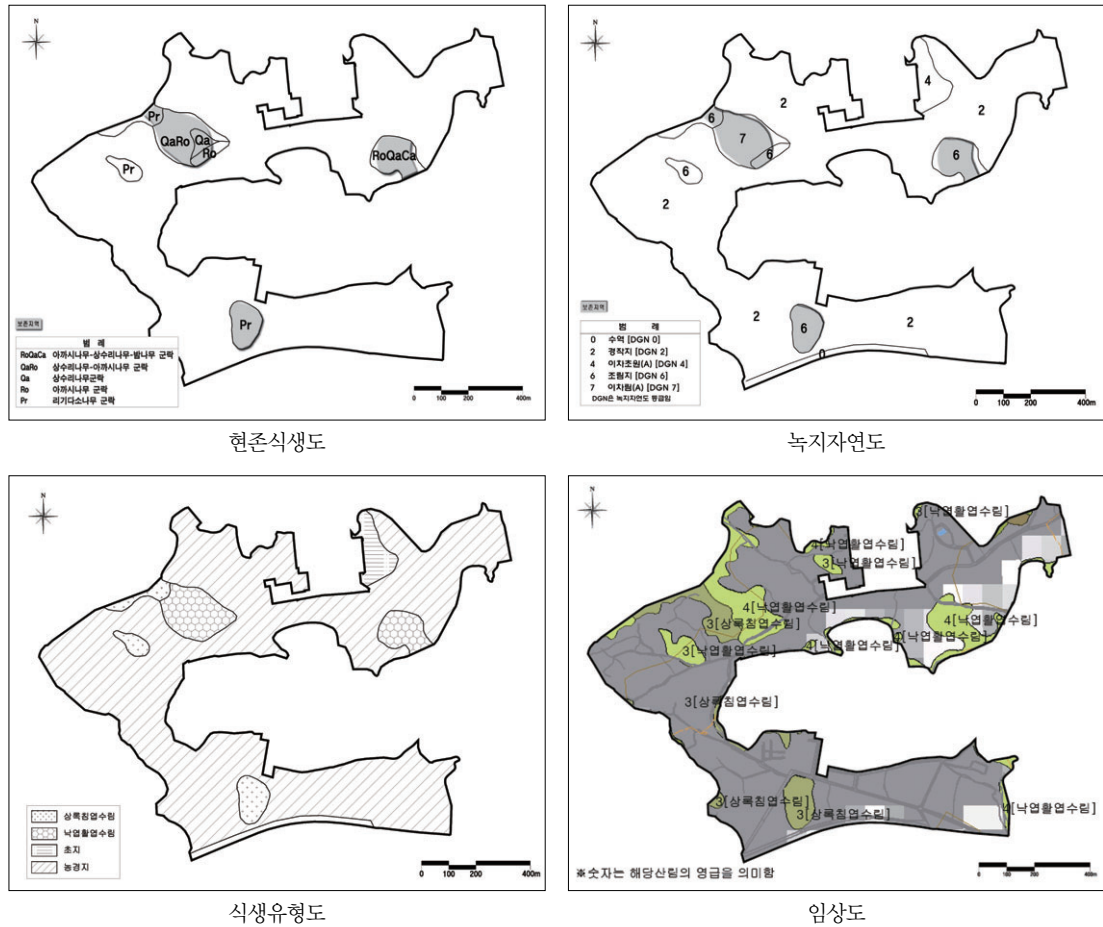 N
Pr
QaRo
Qa
Ro
Pr
RoQaCa
Pr
보존지역
범 례
RoQaCa 아까시나무-상수리나무-밤나무 군락
QaRo 상수리나무-아까시나무 군락
Qa 상수리나무군락
Ro 아까시나무 군락
Pr 리기다소나무 군락
0 100 200 400m
현존식생도
N
4
2
2
6
7
6
6
6
2
2
6
2
0
보존지역
범 례
0 수역 [DGN 0]
2 경작지 [DGN 2]
4 이차초원(A) [DGN 4]
6 조림지 [DGN 6]
7 이차림(A) [DGN 7]
DGN은 녹지자연도 등급임
0 100 200 400m
녹지자연도
N
상록침엽수림
낙엽활엽수림
초지
농경지
0 100 200 400m
식생유형도
N
3[낙엽활엽수림]
4[낙엽활엽수림]
3[낙엽활엽수림]
4[낙엽활엽수림]
3[상록침엽수림]
4[낙엽활엽수림]
4[낙엽활엽수림]
4[낙엽활엽수림]
3[낙엽활엽수림]
3[상록침엽수림]
3[상록침엽수림]
3[상록침엽수림]
4[낙엽활엽수림]
※숫자는 해당산림의 영급을 의미함
0 100 200 400m
임상도